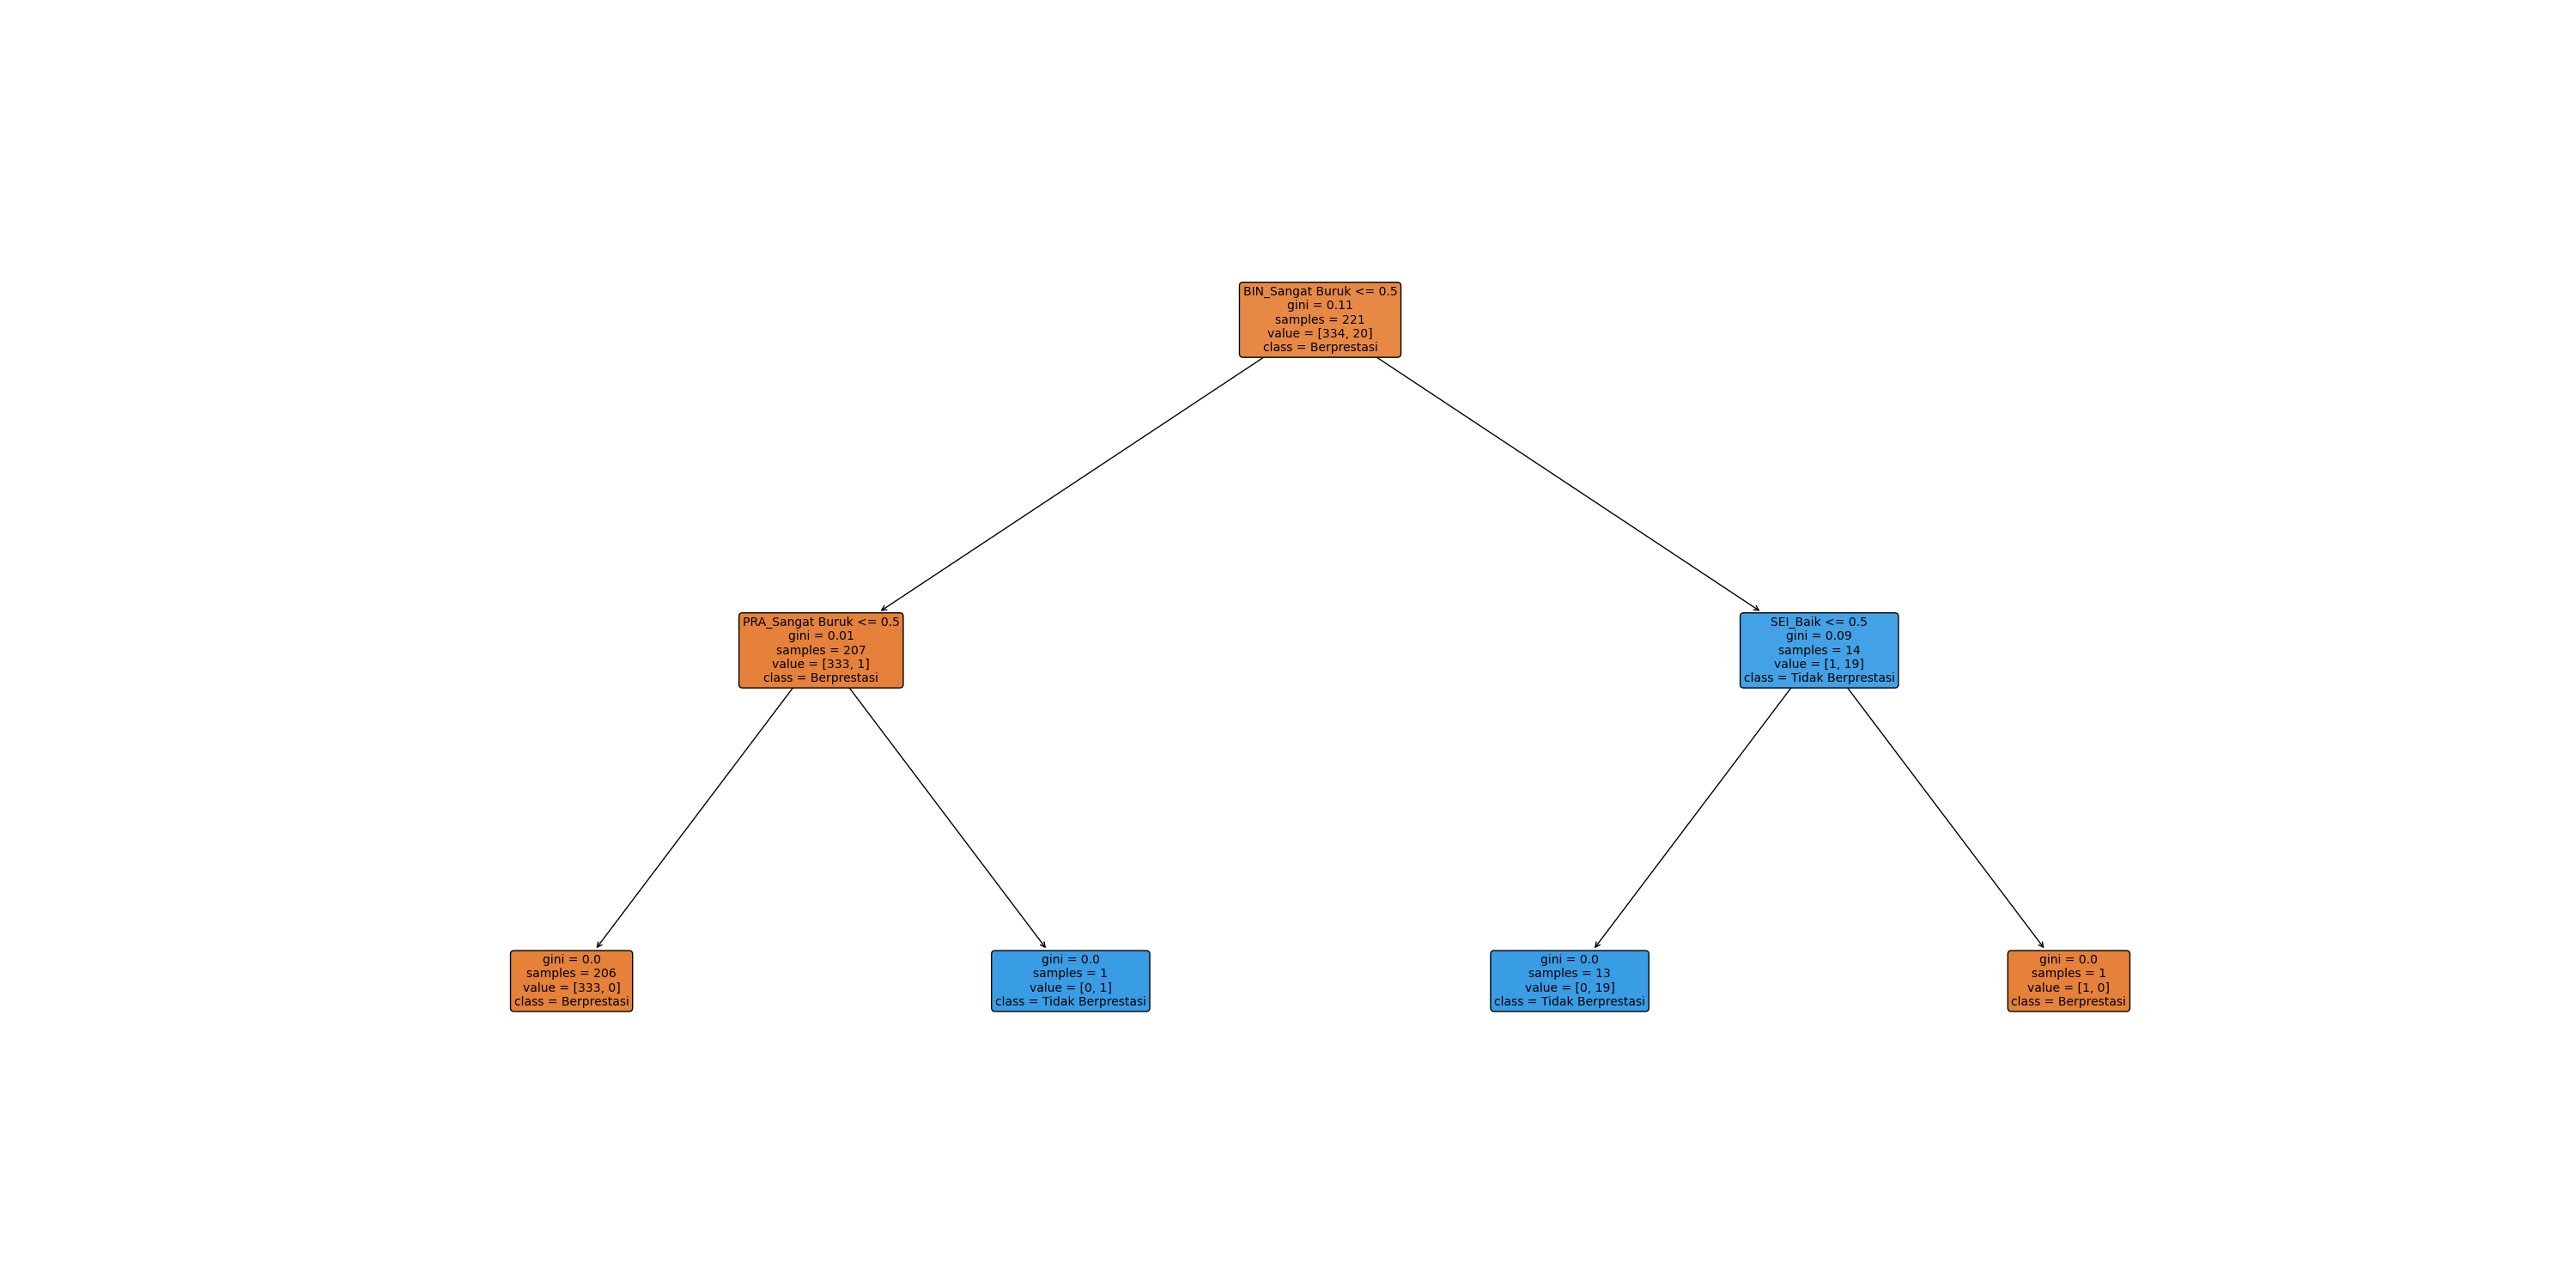 BIN_Sangat Buruk <= 0.5
gini = 0.11
samples = 221
value = [334, 20]
class = Berprestasi
PRA_Sangat Buruk <= 0.5
gini = 0.01
samples = 207
value = [333, 1]
class = Berprestasi
SEI_Baik <= 0.5
gini = 0.09
samples = 14
value = [1, 19]
class = Tidak Berprestasi
gini = 0.0
samples = 206
value = [333, 0]
class = Berprestasi
gini = 0.0
samples = 1
value = [0, 1]
class = Tidak Berprestasi
gini = 0.0
samples = 13
value = [0, 19]
class = Tidak Berprestasi
gini = 0.0
samples = 1
value = [1, 0]
class = Berprestasi